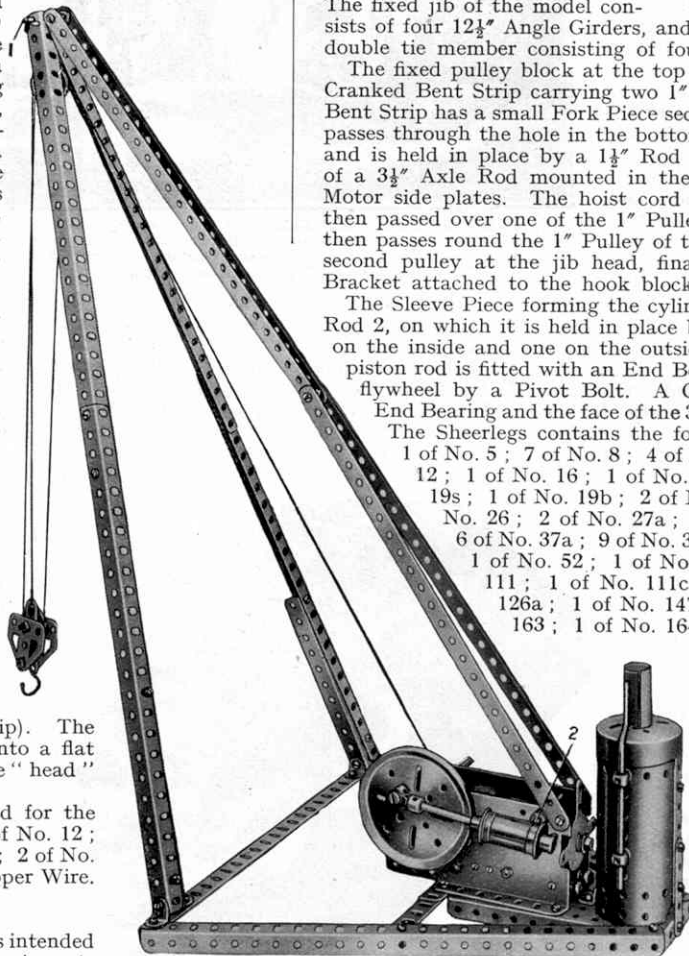 The fixed jib of the model con-
sists of four 12½″ Angle Girders, and
double tie member consisting of fou
The fixed pulley block at the top
Cranked Bent Strip carrying two 1″
Bent Strip has a small Fork Piece sec
passes through the hole in the bottom
and is held in place by a 1½″ Rod
of a 3½″ Axle Rod mounted in the
Motor side plates. The hoist cord
then passed over one of the 1″ Pulle
then passes round the 1″ Pulley of t
second pulley at the jib head, fina
Bracket attached to the hook block
The Sleeve Piece forming the cylin
Rod 2, on which it is held in place b
on the inside and one on the outsi
piston rod is fitted with an End Be
flywheel by a Pivot Bolt. A C
End Bearing and the face of the 3
The Sheerlegs contains the fo
1 of No. 5 ; 7 of No. 8 ; 4 of
12 ; 1 of No. 16 ; 1 of No.
19s ; 1 of No. 19b ; 2 of
No. 26 ; 2 of No. 27a ;
6 of No. 37a ; 9 of No. 3
1 of No. 52 ; 1 of No
111 ; 1 of No. 111c
126a ; 1 of No. 14
163 ; 1 of No. 16
1
2
ip). The
nto a flat
e " head "
d for the
f No. 12 ;
; 2 of No.
per Wire.
s intended